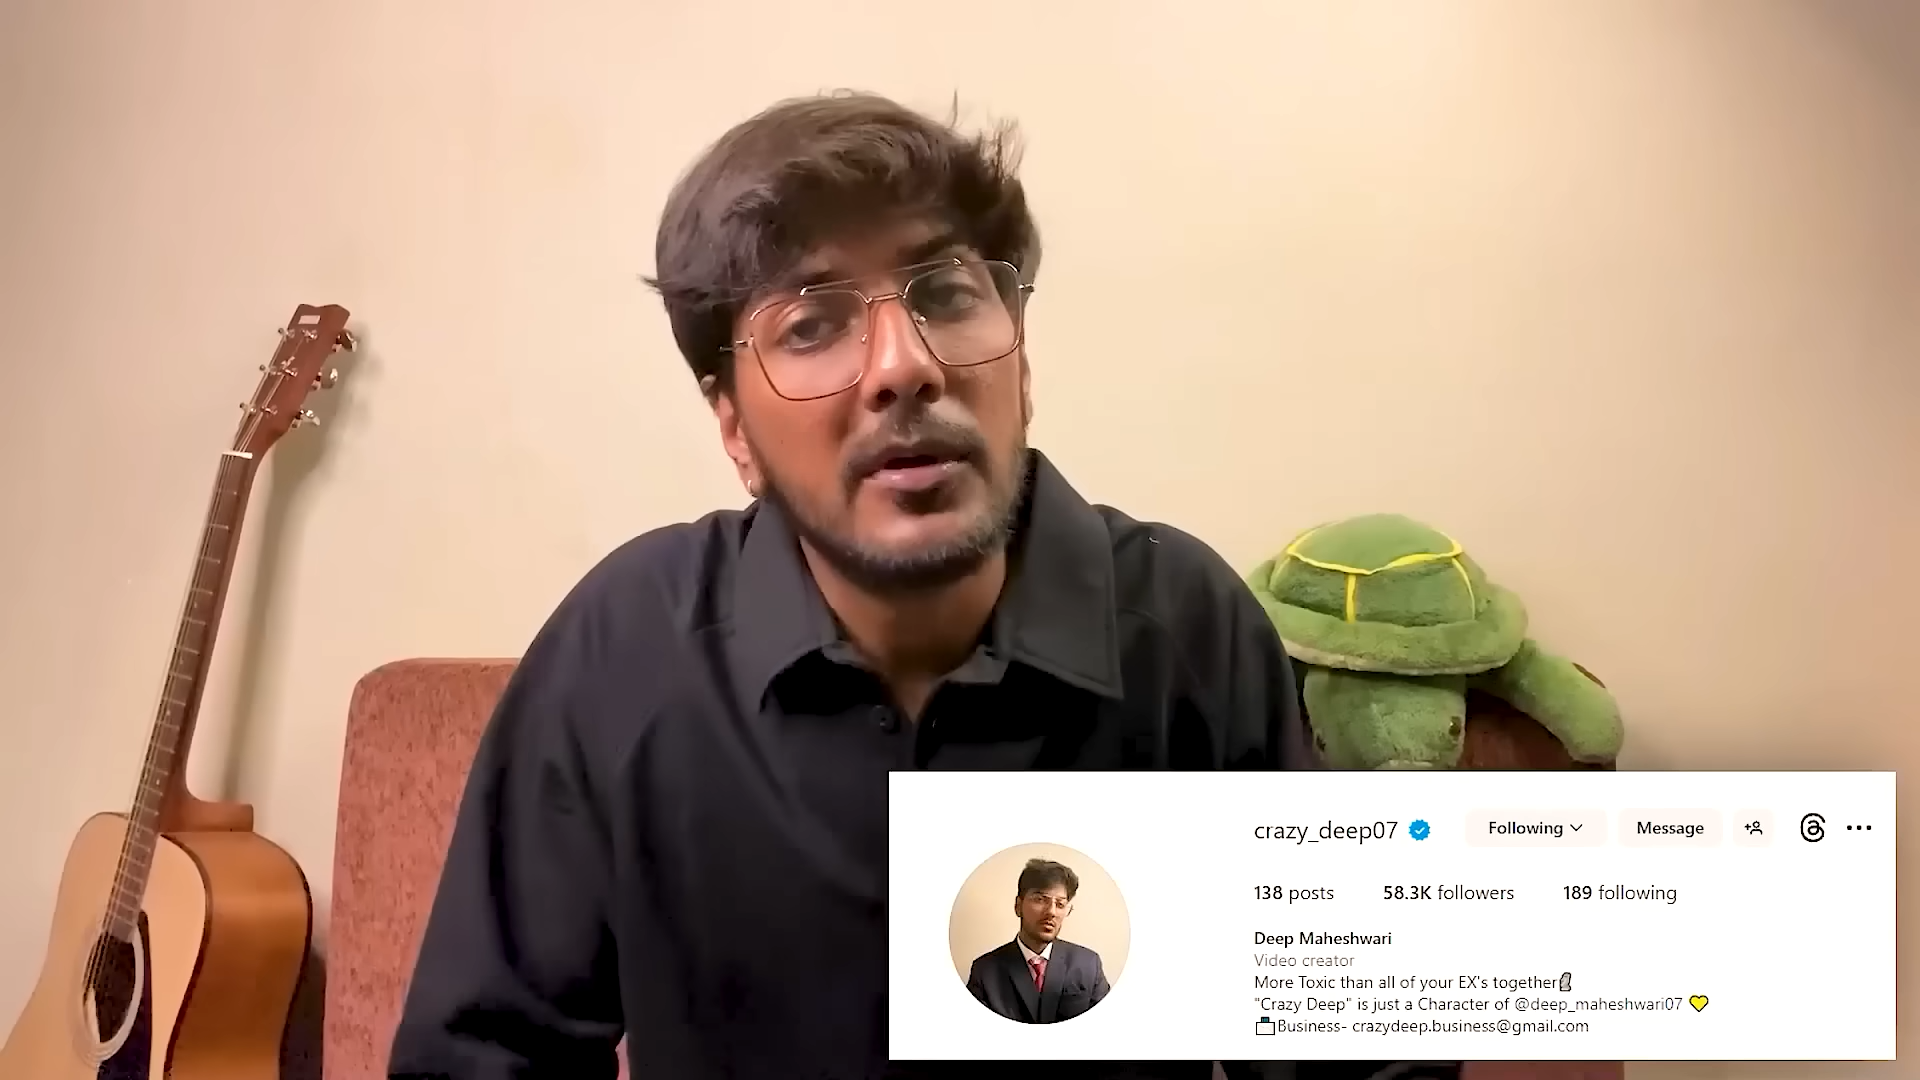 crazy_deep07 Following Message
138 posts 58.3K followers 189 following
Deep Maheshwari
Video creator
More Toxic than all of your EX's together🗿
"Crazy Deep" is just a Character of @deep_maheshwari07 💛
Business- crazydeep.business@gmail.com